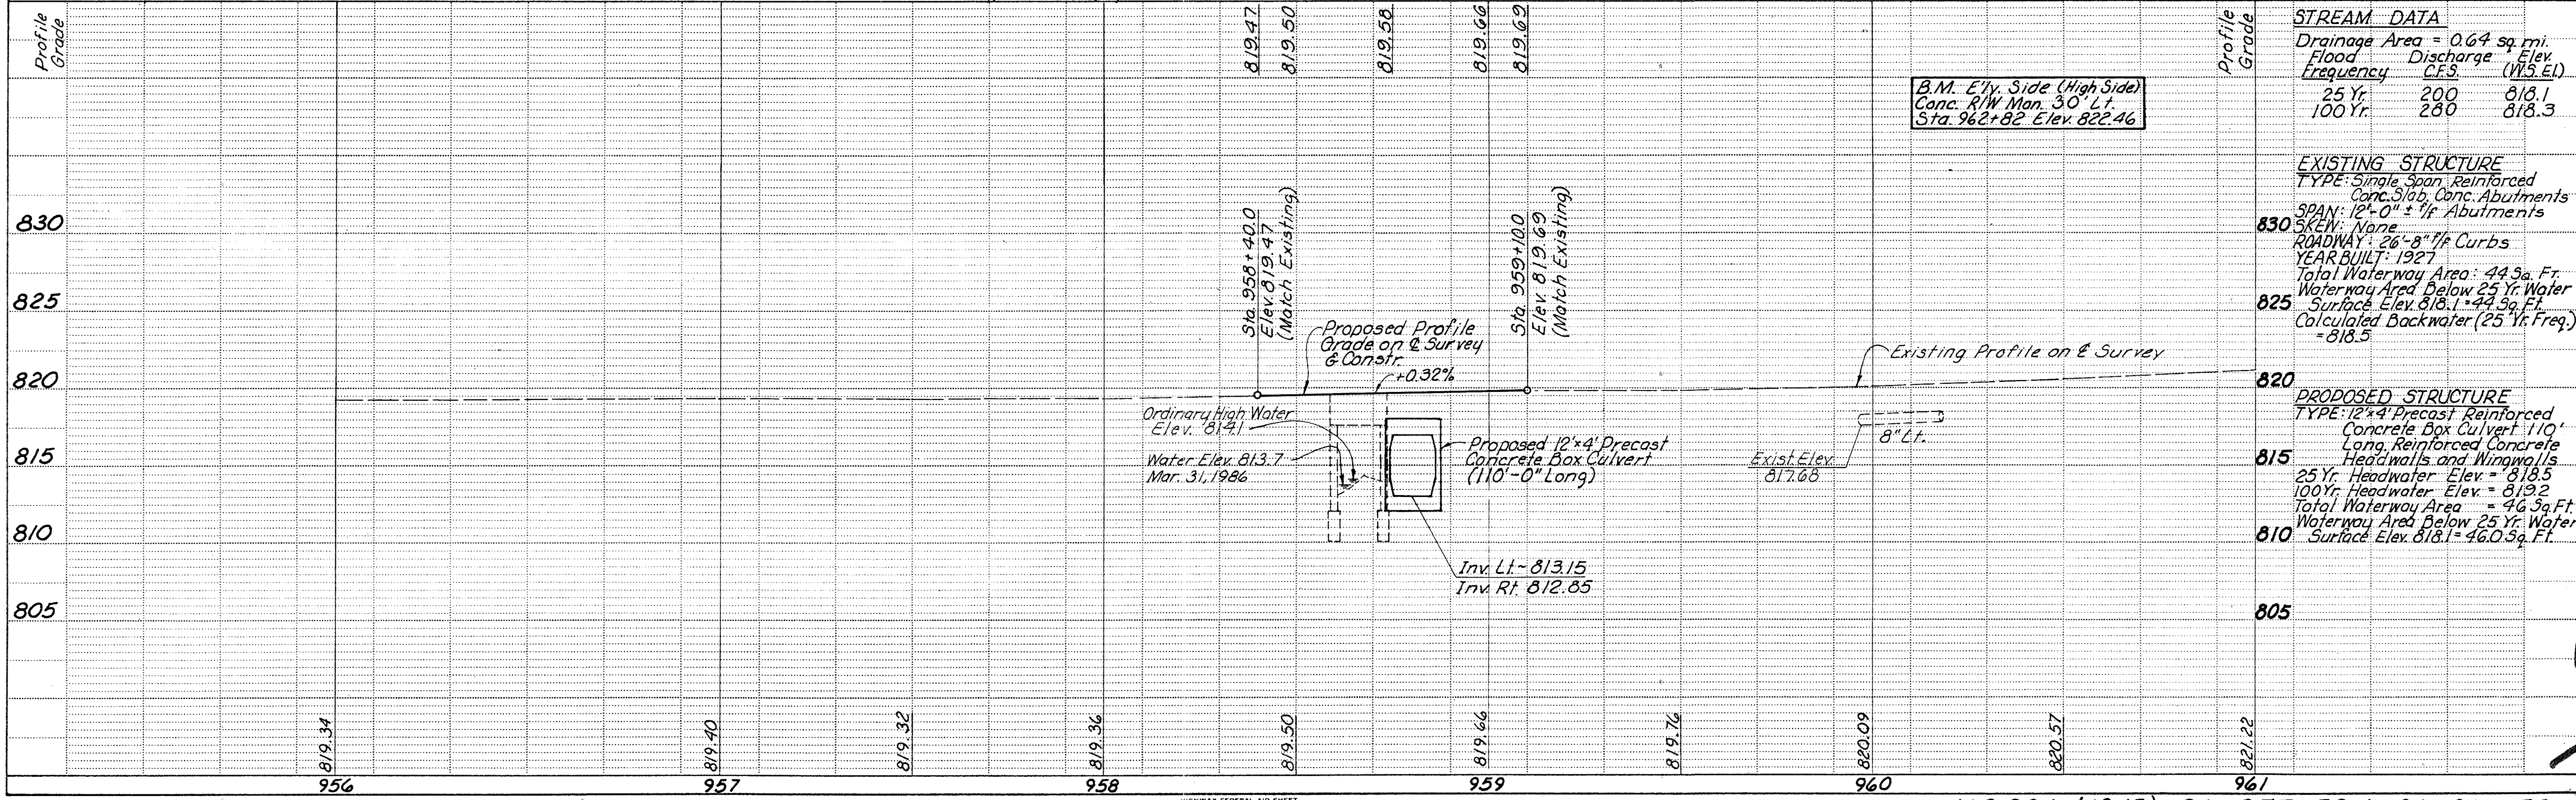 Profile
Grade
819.47
819.50
819.58
819.66
819.69
Profile
Grade
B.M. E'ly. Side (High Side)
Conc. R/W Mon. 30' Lt.
Sta. 962+82 Elev. 822.46
STREAM DATA
Drainage Area = 0.64 sq. mi.
Flood Discharge Elev.
Frequency C.F.S. (W.S. El.)
25 Yr. 200 818.1
100 Yr. 280 818.3
EXISTING STRUCTURE
TYPE: Single Span Reinforced
Conc. Slab, Conc. Abutments
SPAN: 12'-0" ± f/f Abutments
SKEW: None
ROADWAY: 26'-8" f/f Curbs
YEAR BUILT: 1927
Total Waterway Area: 44 Sq. Ft.
Waterway Area Below 25 Yr. Water
Surface Elev. 818.1 = 44 Sq. Ft.
Calculated Backwater (25 Yr. Freq.)
= 818.5
PROPOSED STRUCTURE
TYPE: 12'x4' Precast Reinforced
Concrete Box Culvert 110'
Long, Reinforced Concrete
Headwalls and Wingwalls
25 Yr. Headwater Elev. = 818.5
100 Yr. Headwater Elev. = 819.2
Total Waterway Area = 46 Sq. Ft.
Waterway Area Below 25 Yr. Water
Surface Elev. 818.1 = 46.0 Sq. Ft.
830
825
820
815
810
805
830
825
820
815
810
805
Sta. 958+40.0
Elev. 819.47
(Match Existing)
Sta. 959+10.0
Elev. 819.69
(Match Existing)
Proposed Profile
Grade on ℄ Survey
& Constr.
+0.32%
Existing Profile on ℄ Survey
Ordinary High Water
Elev. 814.1
Water Elev. 813.7
Mar. 31, 1986
Proposed 12'x4' Precast
Concrete Box Culvert
(110'-0" Long)
Inv. Lt. - 813.15
Inv. Rt. 812.85
8" Lt.
Exist. Elev.
817.68
819.34
819.40
819.32
819.36
819.50
819.66
819.76
820.09
820.57
821.22
956
957
958
959
960
961